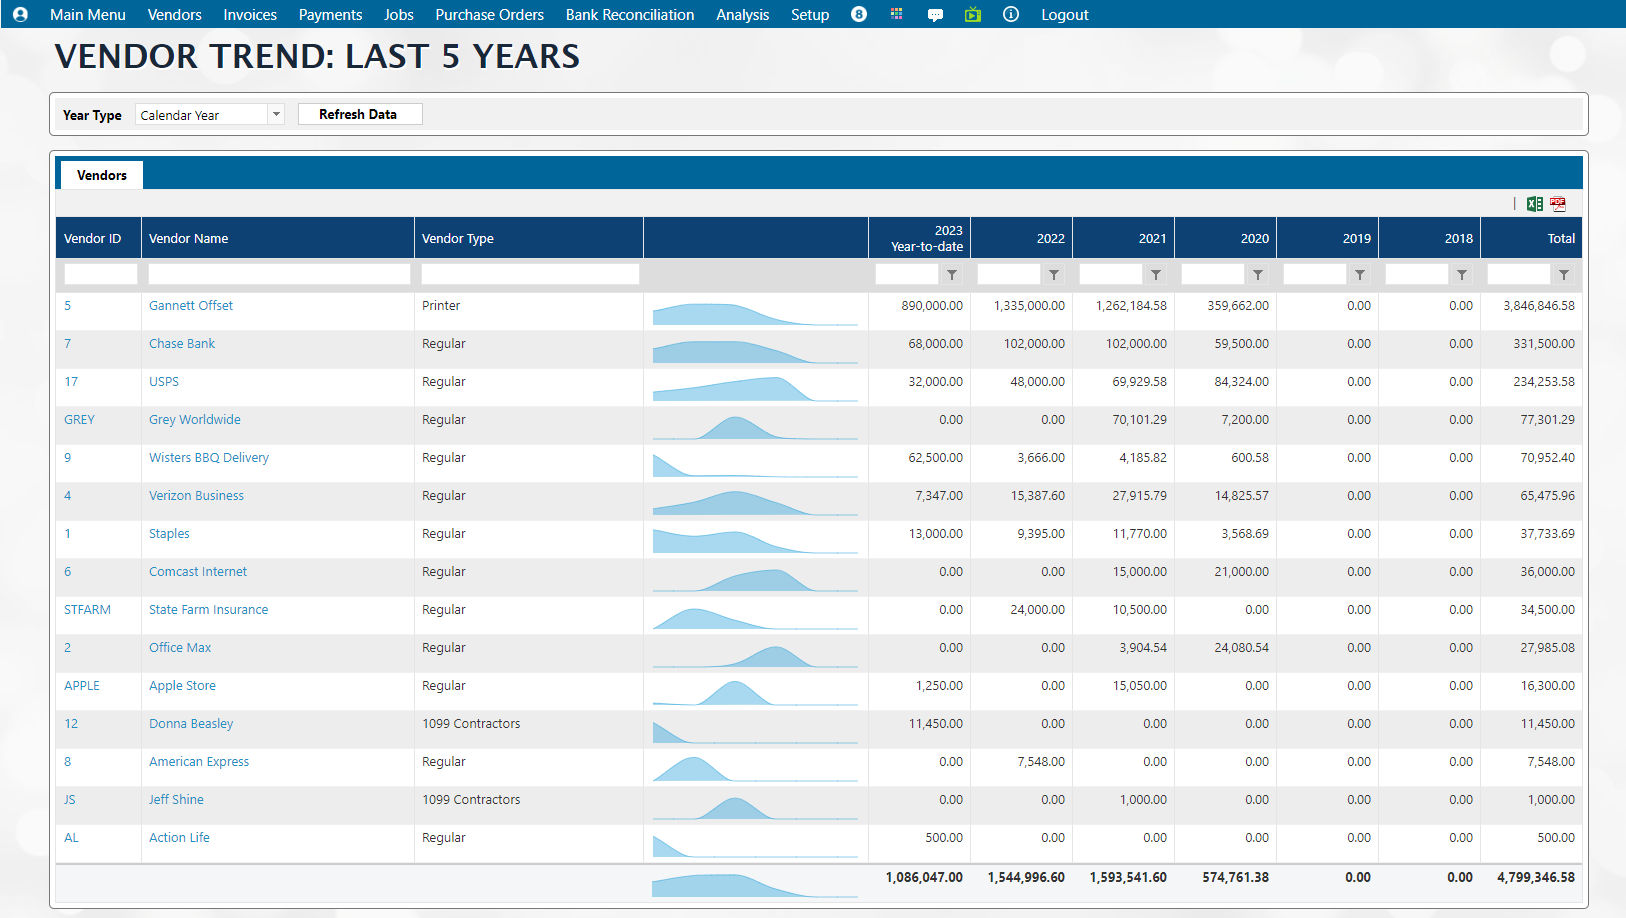 Main Menu Vendors Invoices Payments Jobs Purchase Orders Bank Reconciliation Analysis Setup 8 Logout
VENDOR TREND: LAST 5 YEARS
Year Type Calendar Year Refresh Data
Vendors
PDF
Vendor ID Vendor Name Vendor Type 2023 Year-to-date 2022 2021 2020 2019 2018 Total
5 Gannett Offset Printer 890,000.00 1,335,000.00 1,262,184.58 359,662.00 0.00 0.00 3,846,846.58
7 Chase Bank Regular 68,000.00 102,000.00 102,000.00 59,500.00 0.00 0.00 331,500.00
17 USPS Regular 32,000.00 48,000.00 69,929.58 84,324.00 0.00 0.00 234,253.58
GREY Grey Worldwide Regular 0.00 0.00 70,101.29 7,200.00 0.00 0.00 77,301.29
9 Wisters BBQ Delivery Regular 62,500.00 3,666.00 4,185.82 600.58 0.00 0.00 70,952.40
4 Verizon Business Regular 7,347.00 15,387.60 27,915.79 14,825.57 0.00 0.00 65,475.96
1 Staples Regular 13,000.00 9,395.00 11,770.00 3,568.69 0.00 0.00 37,733.69
6 Comcast Internet Regular 0.00 0.00 15,000.00 21,000.00 0.00 0.00 36,000.00
STFARM State Farm Insurance Regular 0.00 24,000.00 10,500.00 0.00 0.00 0.00 34,500.00
2 Office Max Regular 0.00 0.00 3,904.54 24,080.54 0.00 0.00 27,985.08
APPLE Apple Store Regular 1,250.00 0.00 15,050.00 0.00 0.00 0.00 16,300.00
12 Donna Beasley 1099 Contractors 11,450.00 0.00 0.00 0.00 0.00 0.00 11,450.00
8 American Express Regular 0.00 7,548.00 0.00 0.00 0.00 0.00 7,548.00
JS Jeff Shine 1099 Contractors 0.00 0.00 1,000.00 0.00 0.00 0.00 1,000.00
AL Action Life Regular 500.00 0.00 0.00 0.00 0.00 0.00 500.00
1,086,047.00 1,544,996.60 1,593,541.60 574,761.38 0.00 0.00 4,799,346.58